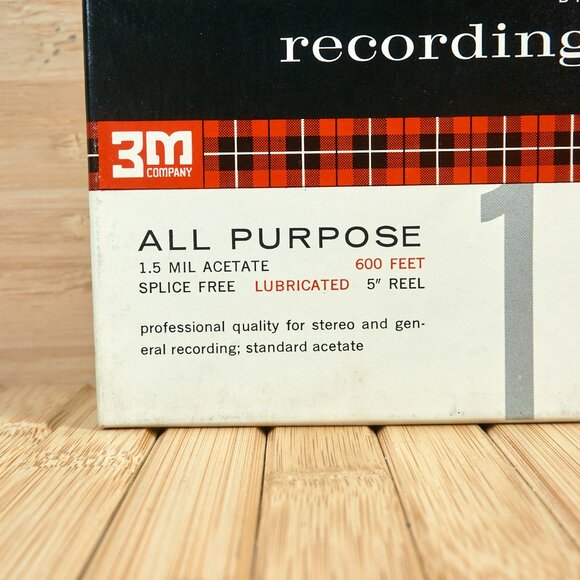 recording
3M
COMPANY
ALL PURPOSE
1.5 MIL ACETATE 600 FEET
SPLICE FREE LUBRICATED 5" REEL
professional quality for stereo and gen-
eral recording; standard acetate
1